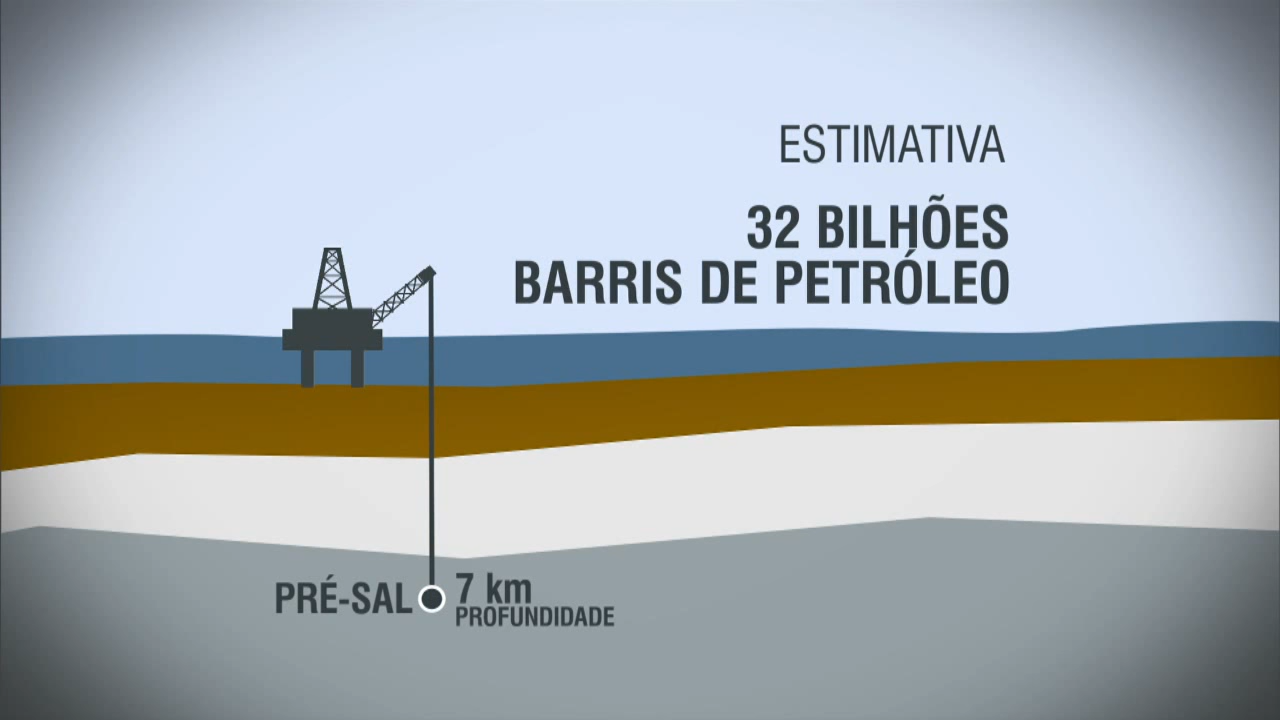 ESTIMATIVA
32 BILHÕES
BARRIS DE PETRÓLEO
PRÉ-SAL
7 km
PROFUNDIDADE